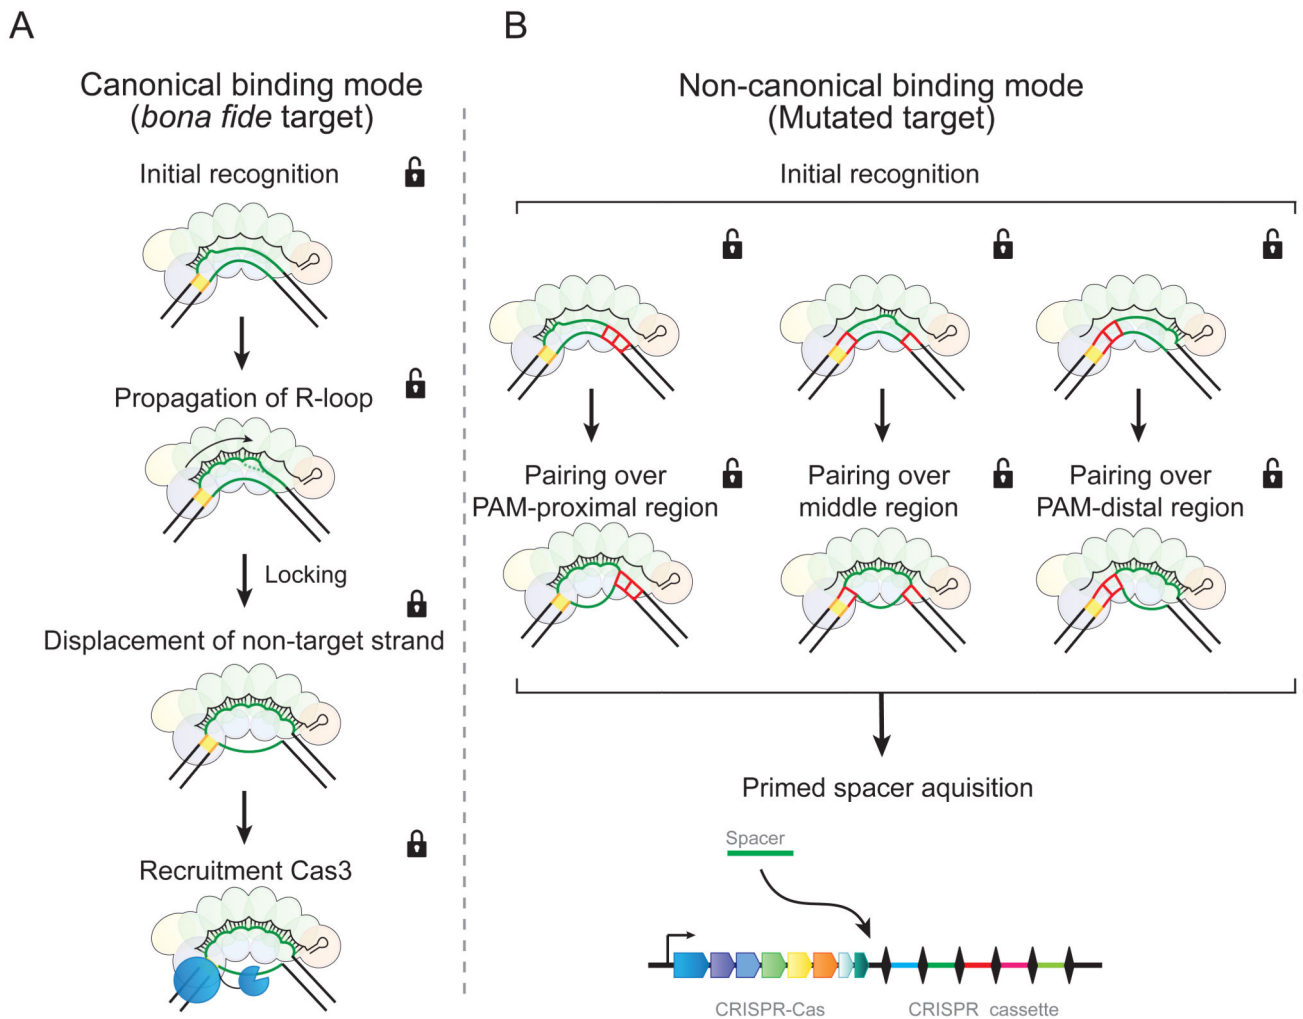 A
Canonical binding mode
(bona fide target)
Initial recognition
Propagation of R-loop
Locking
Displacement of non-target strand
Recruitment Cas3
B
Non-canonical binding mode
(Mutated target)
Initial recognition
Pairing over
PAM-proximal region
Pairing over
middle region
Pairing over
PAM-distal region
Primed spacer aquisition
Spacer
CRISPR-Cas
CRISPR cassette